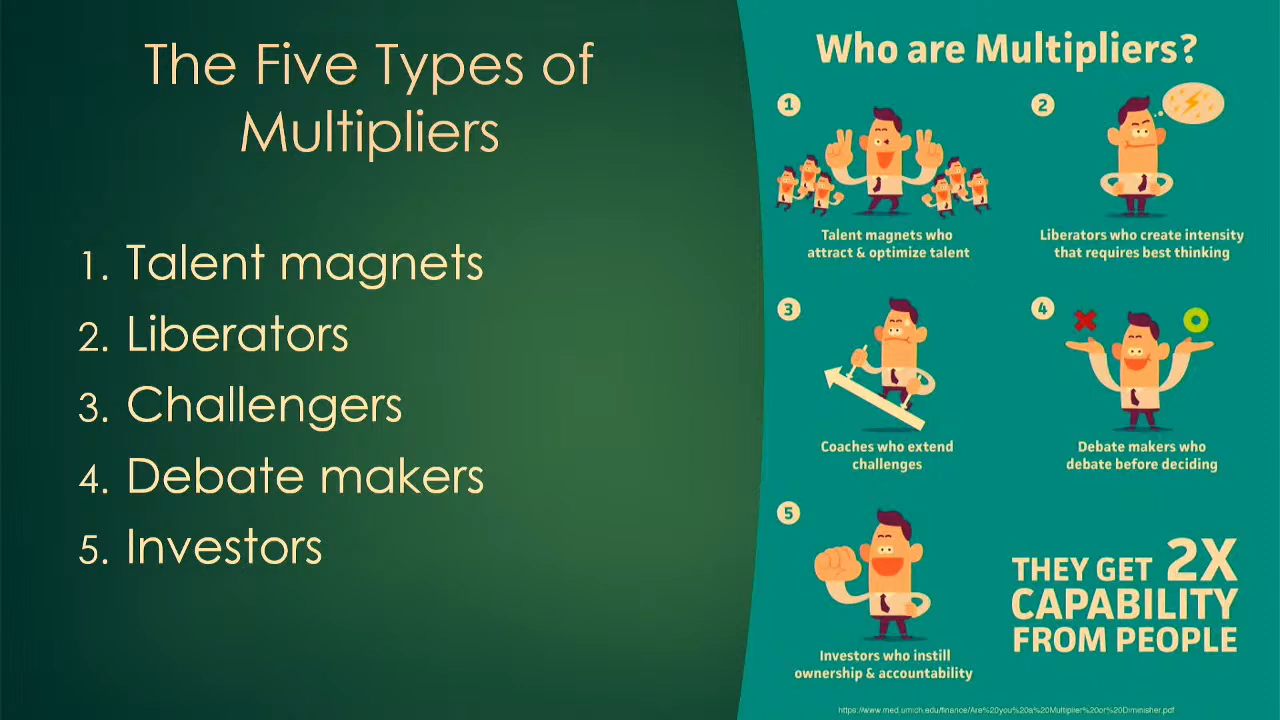 The Five Types of
Multipliers
1. Talent magnets
2. Liberators
3. Challengers
4. Debate makers
5. Investors
Who are Multipliers?
1
Talent magnets who
attract & optimize talent
2
Liberators who create intensity
that requires best thinking
3
Coaches who extend
challenges
4
Debate makers who
debate before deciding
5
Investors who instill
ownership & accountability
THEY GET 2X
CAPABILITY
FROM PEOPLE
https://www.med.umich.edu/finance/Are%20you%20a%20Multiplier%20or%20Diminisher.pdf